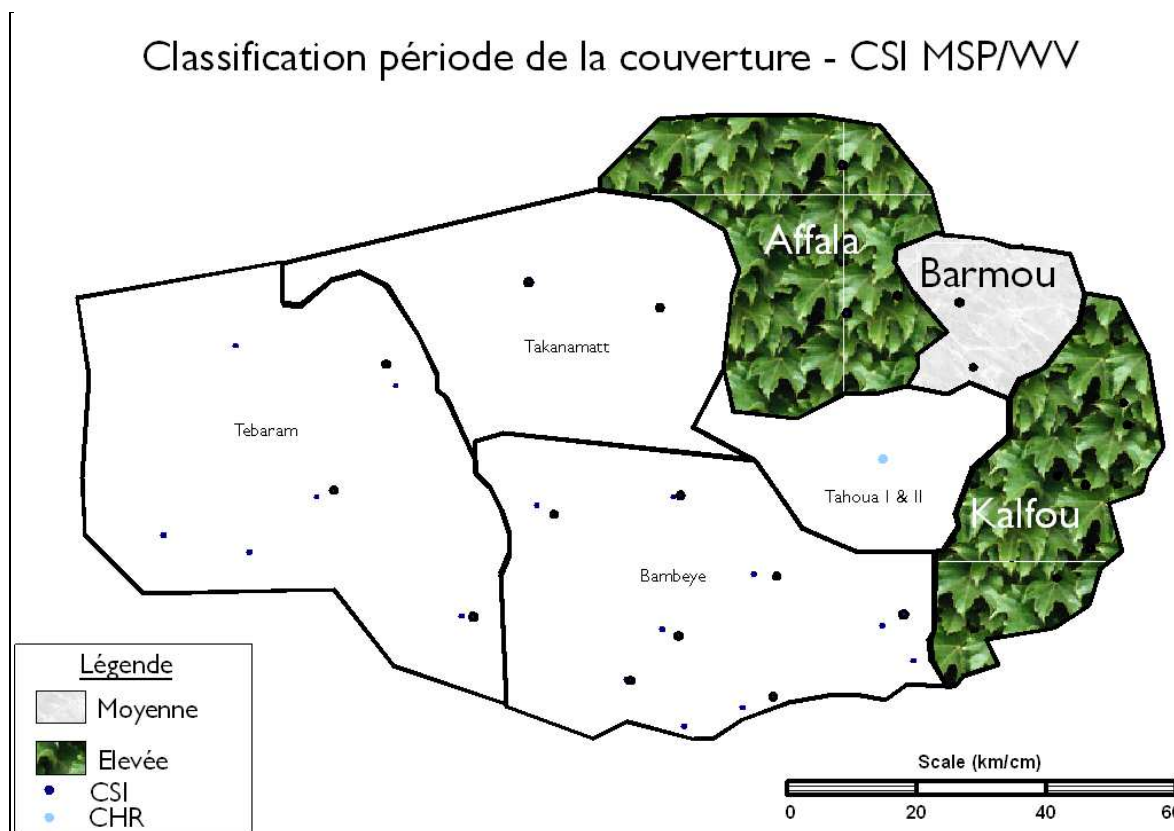 Classification période de la couverture - CSI MSP/WV
Affala
Barmou
Takanamatt
Tebaram
Tahoua I & II
Kalfou
Bambeye
Légende
Moyenne
Elevée
CSI
CHR
Scale (km/cm)
0 20 40 60